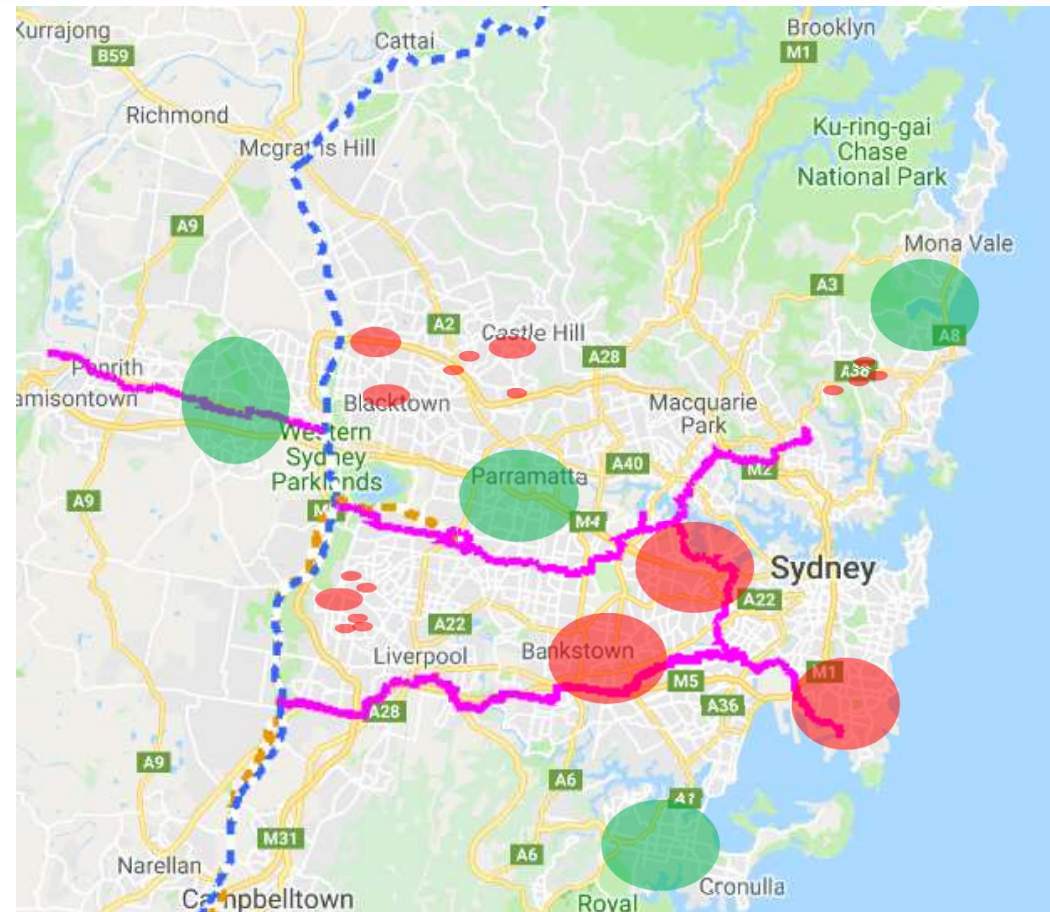 Kurrajong
Cattai
Brooklyn
B59
M1
Richmond
Ku-ring-gai
Chase
National Park
Mcgraths Hill
A9
Mona Vale
A3
A2
Castle Hill
A8
A28
Penrith
A38
amisontown
Blacktown
Macquarie
Park
Western
Sydney
Parklands
A40
M2
Parramatta
A9
M4
Sydney
A22
A22
Liverpool
Bankstown
M1
M5
A28
A36
A9
A6
A1
M31
A6
Narellan
Cronulla
Campbelltown
Royal